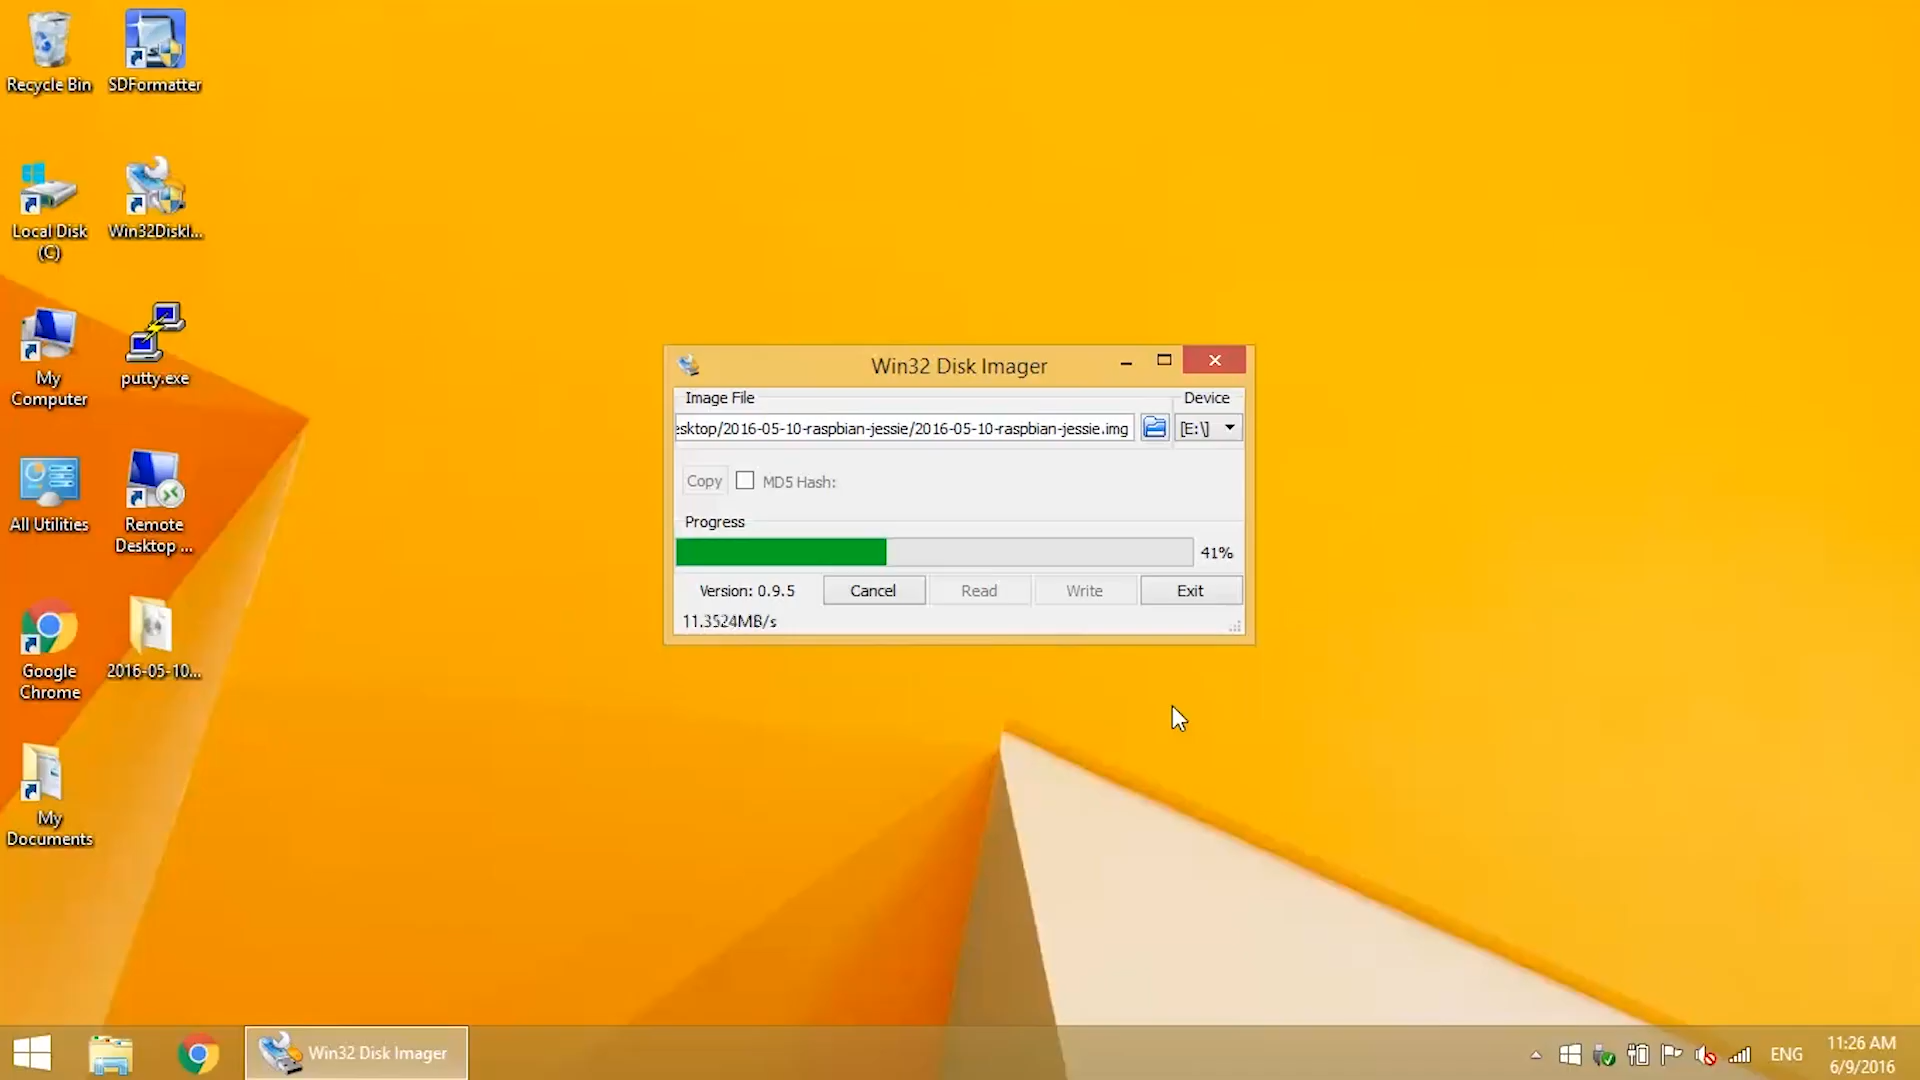 Recycle Bin
SDFormatter
Local Disk
(C)
Win32DiskI...
My
Computer
putty.exe
All Utilities
Remote
Desktop ...
Google
Chrome
2016-05-10...
My
Documents
Win32 Disk Imager
Image File
Device
esktop/2016-05-10-raspbian-jessie/2016-05-10-raspbian-jessie.img
[E:\]
Copy
MD5 Hash:
Progress
41%
Version: 0.9.5
Cancel
Read
Write
Exit
11.3524MB/s
Win32 Disk Imager
ENG
11:26 AM
6/9/2016